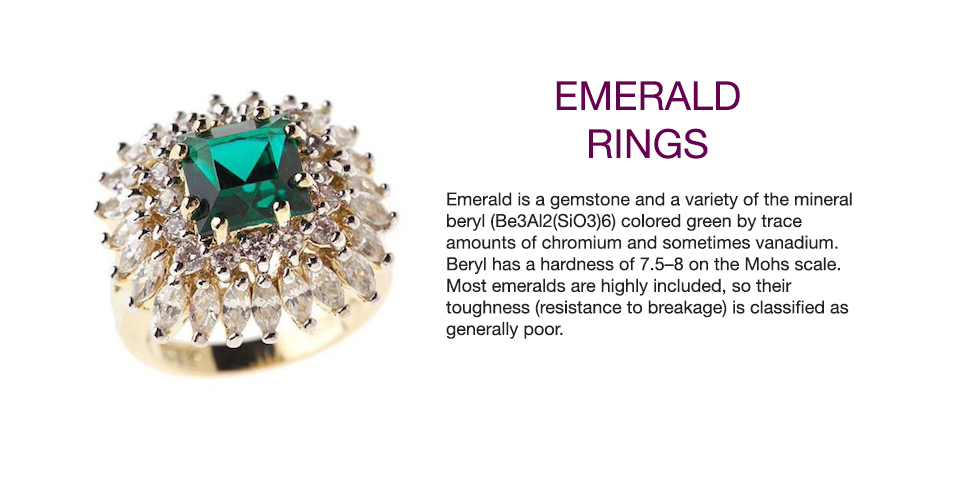 EMERALD
RINGS
Emerald is a gemstone and a variety of the mineral
beryl (Be3Al2(SiO3)6) colored green by trace
amounts of chromium and sometimes vanadium.
Beryl has a hardness of 7.5–8 on the Mohs scale.
Most emeralds are highly included, so their
toughness (resistance to breakage) is classified as
generally poor.